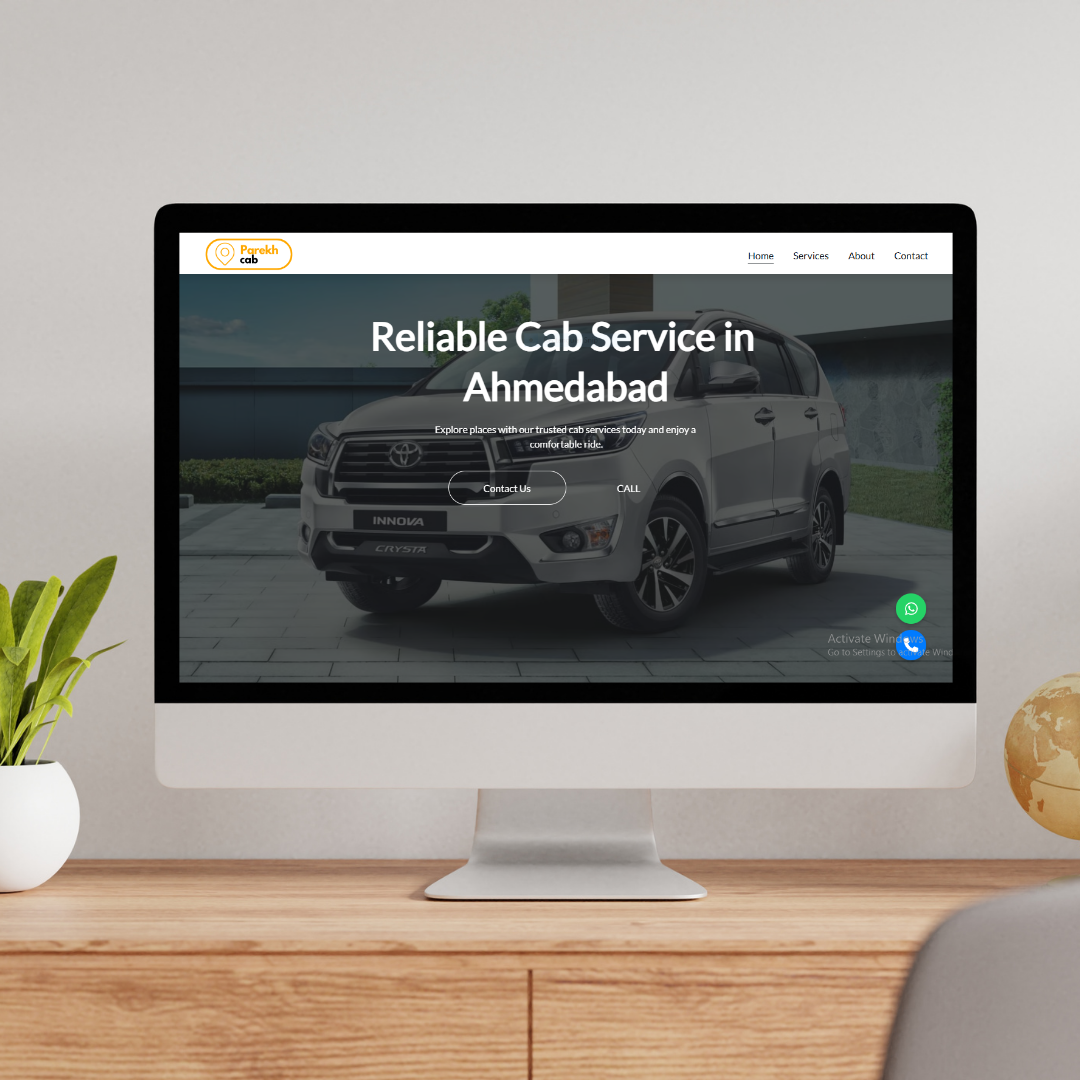 Parekh
cab
Home Services About Contact
Reliable Cab Service in
Ahmedabad
Explore places with our trusted cab services today and enjoy a
comfortable ride.
Contact Us CALL
INNOVA
CRYSTA
Activate Windows
Go to Settings to activate Wind